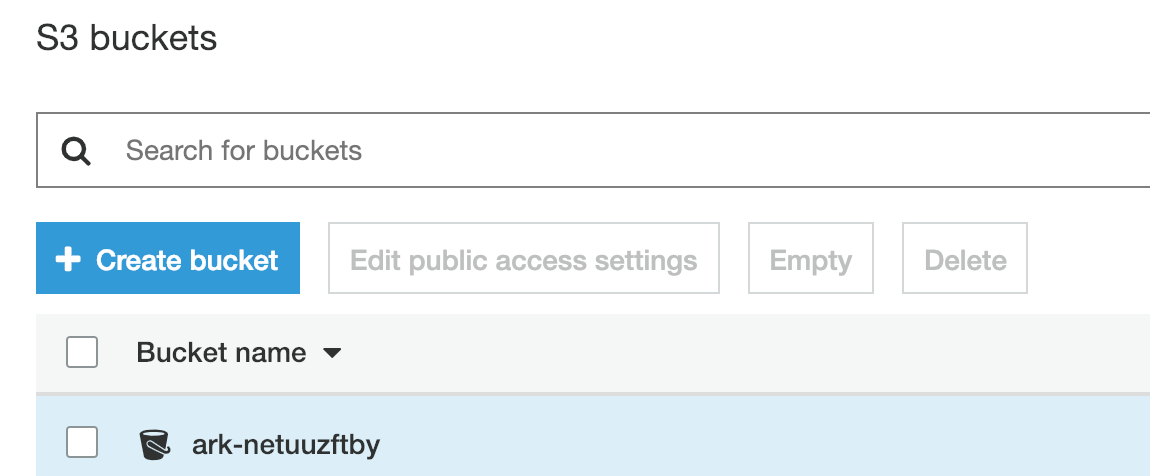 S3 buckets
Search for buckets
+ Create bucket Edit public access settings Empty Delete
Bucket name
ark-netuuzftby